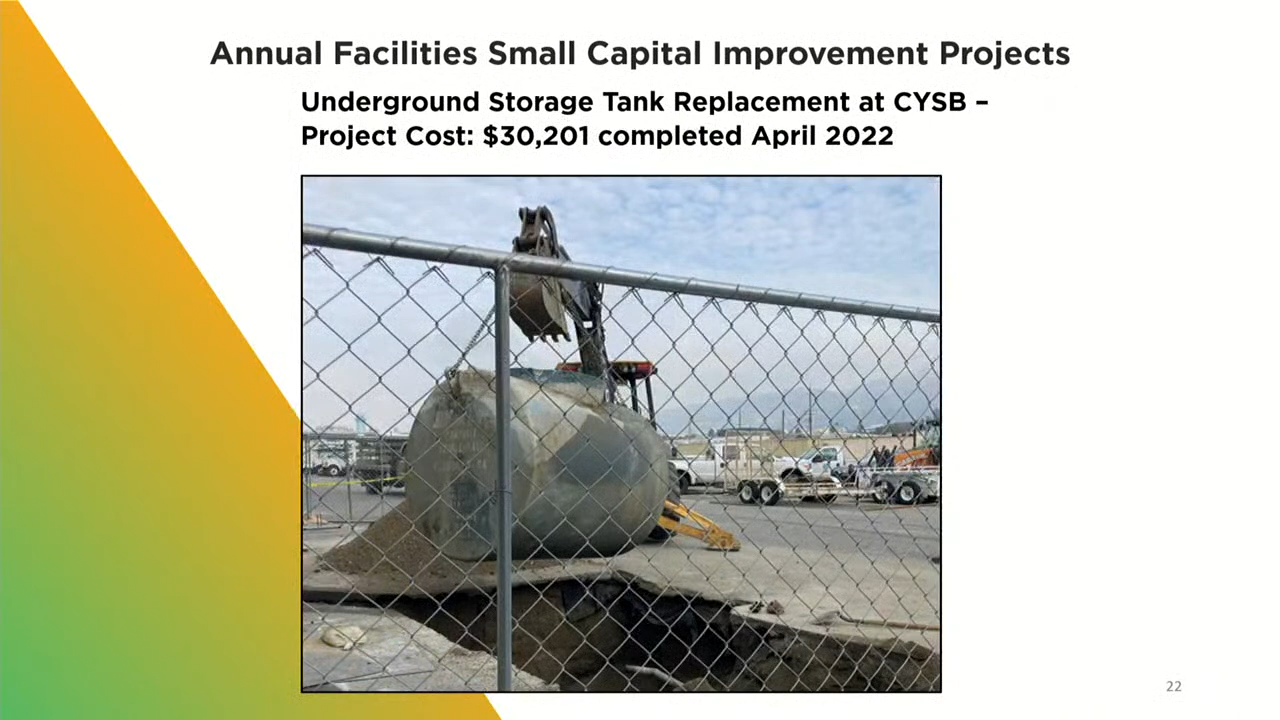 Annual Facilities Small Capital Improvement Projects
Underground Storage Tank Replacement at CYSB –
Project Cost: $30,201 completed April 2022
22